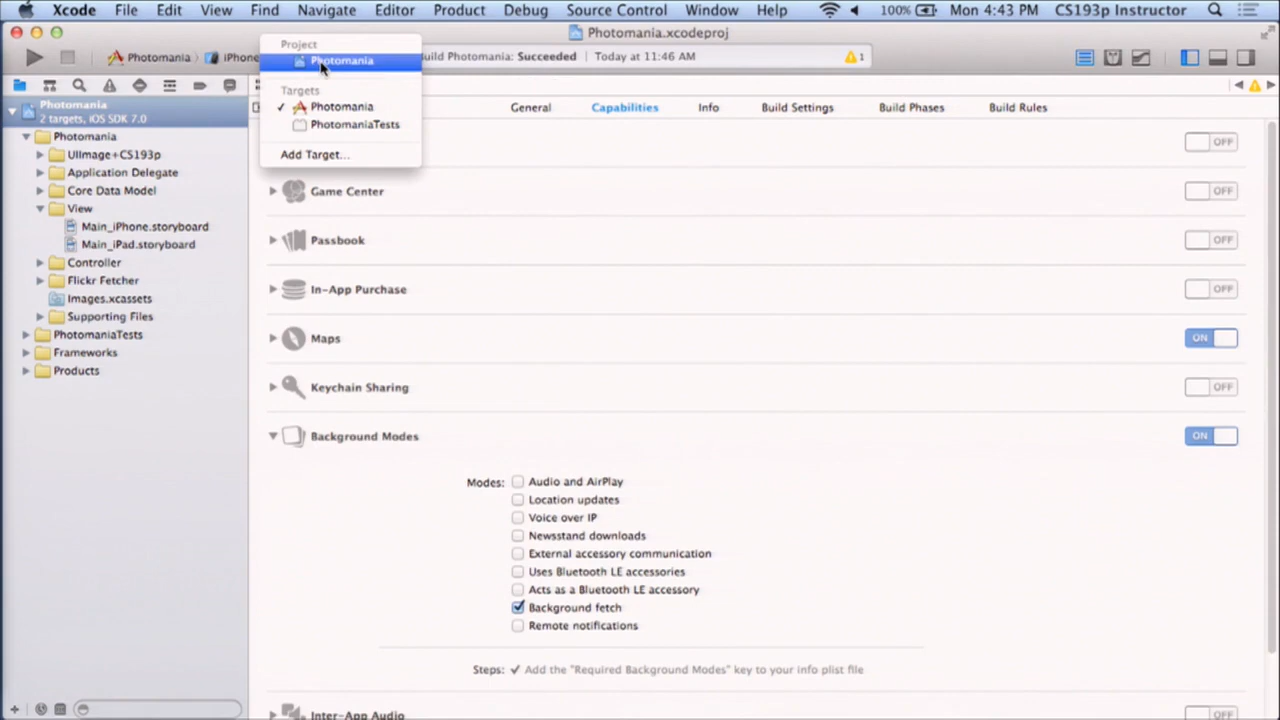 Xcode File Edit View Find Navigate Editor Product Debug Source Control Window Help 100% Mon 4:43 PM CS193p Instructor
Photomania.xcodeproj
Photomania iPhone Build Photomania: Succeeded Today at 11:46 AM 1
Project
Photomania
Targets
Photomania
PhotomaniaTests
Add Target...
General Capabilities Info Build Settings Build Phases Build Rules
Photomania
2 targets, iOS SDK 7.0
Photomania
UIImage+CS193p
Application Delegate
Core Data Model
View
Main_iPhone.storyboard
Main_iPad.storyboard
Controller
Flickr Fetcher
Images.xcassets
Supporting Files
PhotomaniaTests
Frameworks
Products
OFF
Game Center OFF
Passbook OFF
In-App Purchase OFF
Maps ON
Keychain Sharing OFF
Background Modes ON
Modes: Audio and AirPlay
Location updates
Voice over IP
Newsstand downloads
External accessory communication
Uses Bluetooth LE accessories
Acts as a Bluetooth LE accessory
Background fetch
Remote notifications
Steps: ✓ Add the "Required Background Modes" key to your info plist file
Inter-App Audio OFF